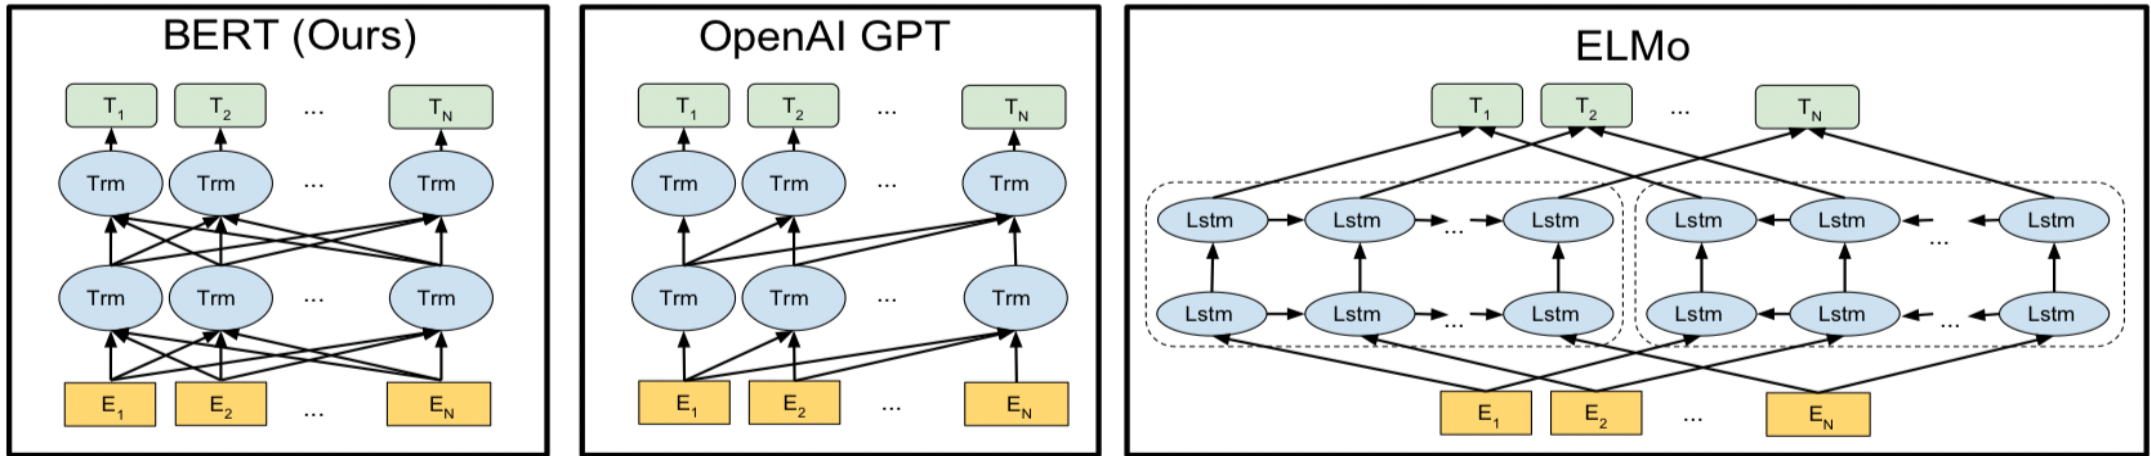 BERT (Ours)
T1 T2 ... TN
Trm Trm ... Trm
Trm Trm ... Trm
E1 E2 ... EN
OpenAI GPT
T1 T2 ... TN
Trm Trm ... Trm
Trm Trm ... Trm
E1 E2 ... EN
ELMo
T1 T2 ... TN
Lstm Lstm ... Lstm Lstm Lstm ... Lstm
Lstm Lstm ... Lstm Lstm Lstm ... Lstm
E1 E2 ... EN